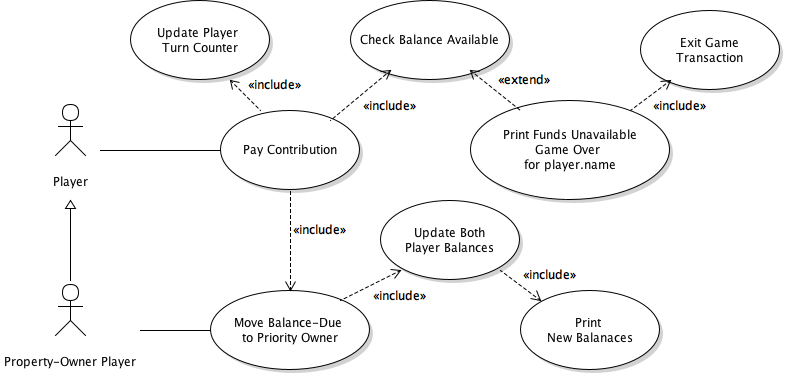 Update Player
Turn Counter
Check Balance Available
Exit Game
Transaction
«include»
«extend»
«include»
«include»
Pay Contribution
Print Funds Unavailable
Game Over
for player.name
Player
«include»
Update Both
Player Balances
«include»
«include»
Move Balance-Due
to Priority Owner
Print
New Balanaces
Property-Owner Player